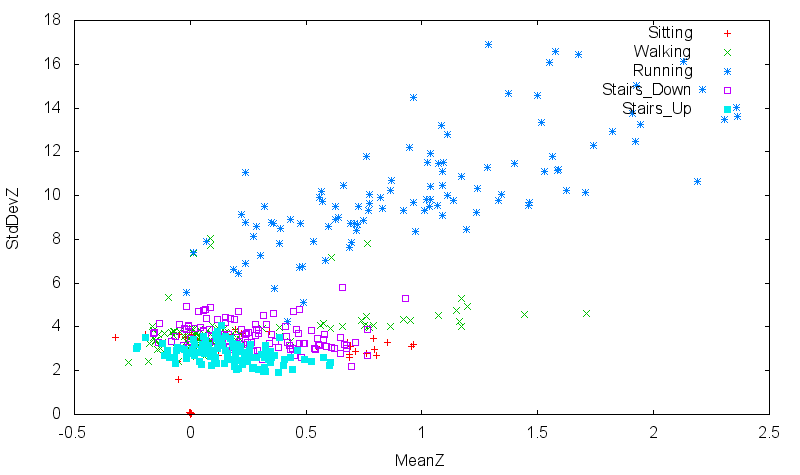 18
16
14
12
10
8
6
4
2
0
StdDevZ
Sitting
Walking
Running
Stairs_Down
Stairs_Up
-0.5 0 0.5 1 1.5 2 2.5
MeanZ